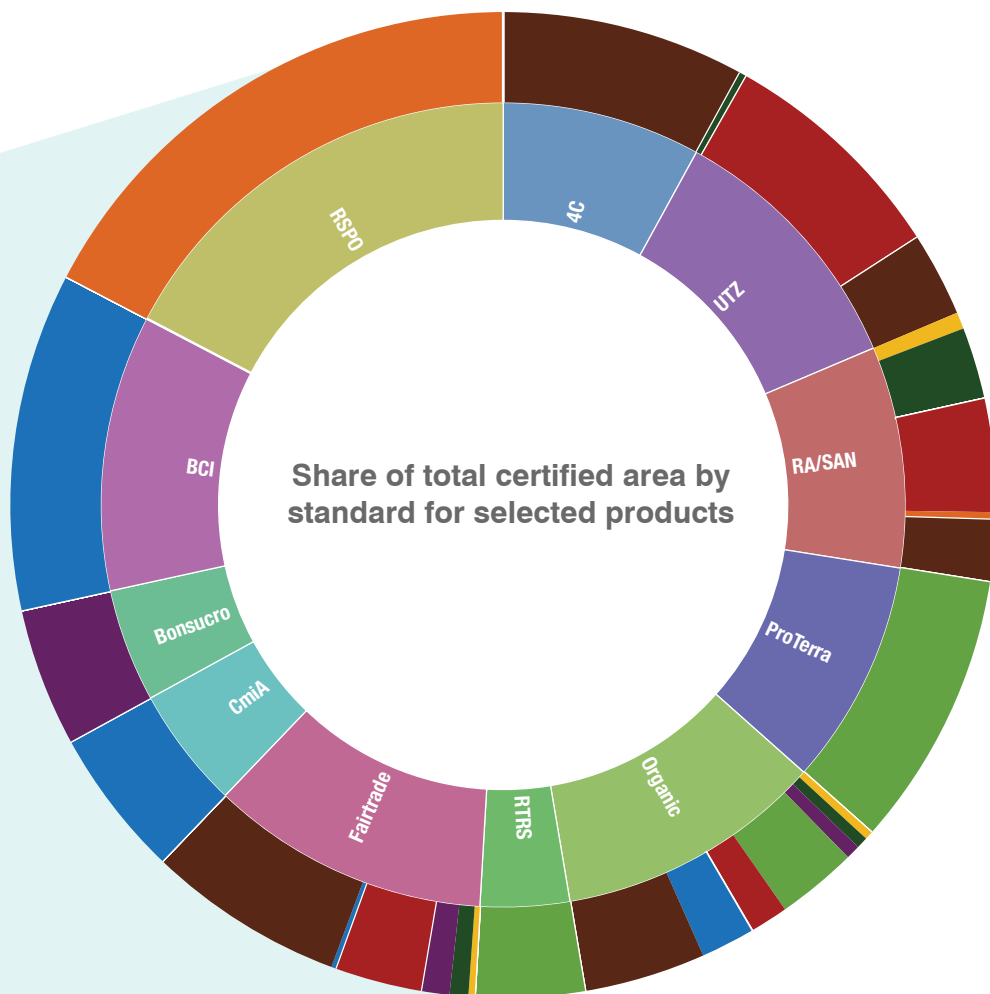 4C
UTZ
RA/SAN
ProTerra
Organic
RTRS
Fairtrade
CmiA
Bonsucro
BCI
RSPO
Share of total certified area by
standard for selected products